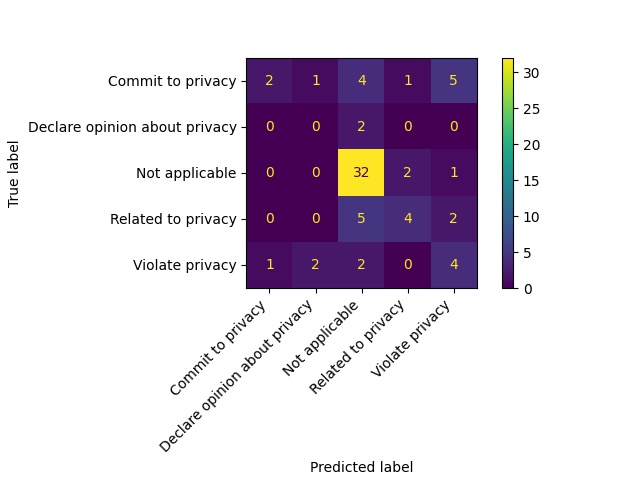 Commit to privacy 2 1 4 1 5
Declare opinion about privacy 0 0 2 0 0
Not applicable 0 0 32 2 1
Related to privacy 0 0 5 4 2
Violate privacy 1 2 2 0 4
True label
Commit to privacy
Declare opinion about privacy
Not applicable
Related to privacy
Violate privacy
Predicted label
30
25
20
15
10
5
0